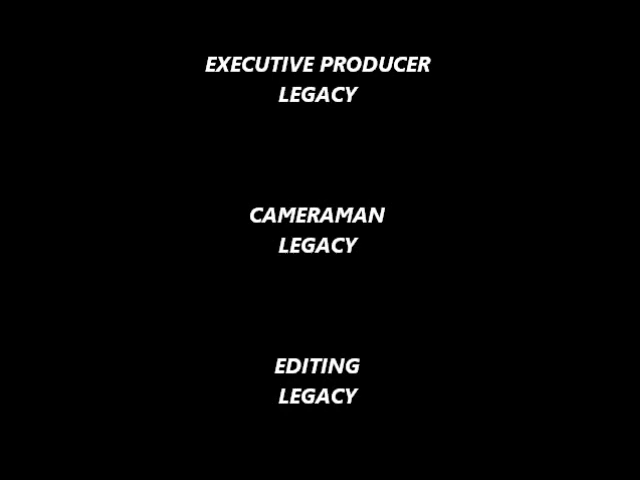 EXECUTIVE PRODUCER
LEGACY
CAMERAMAN
LEGACY
EDITING
LEGACY